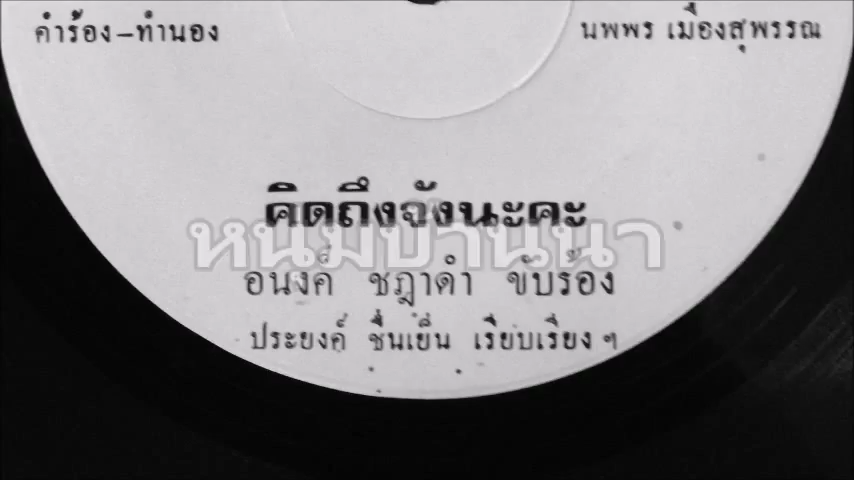 คำร้อง-ทำนอง นพพร เมืองสุพรรณ
คิดถึงจังนะคะ
หนุ่มบ้านนา
อนงค์ ชฎาดำ ขับร้อง
ประยงค์ ชื่นเย็น เรียบเรียง ฯ